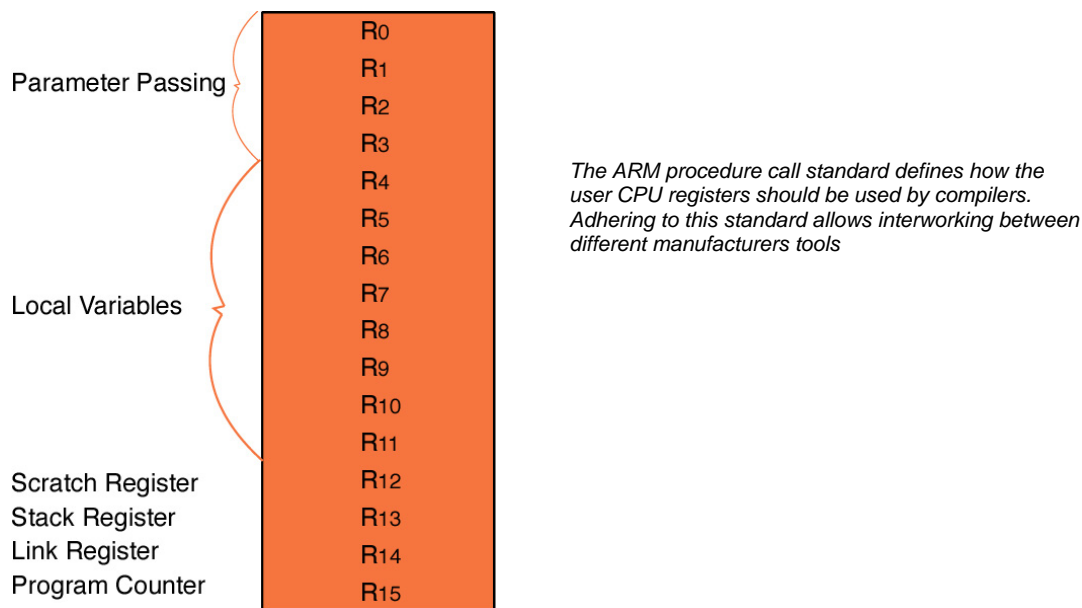 R0
R1
Parameter Passing
R2
R3
R4
R5
R6
R7
Local Variables
R8
R9
R10
R11
Scratch Register R12
Stack Register R13
Link Register R14
Program Counter R15
The ARM procedure call standard defines how the
user CPU registers should be used by compilers.
Adhering to this standard allows interworking between
different manufacturers tools